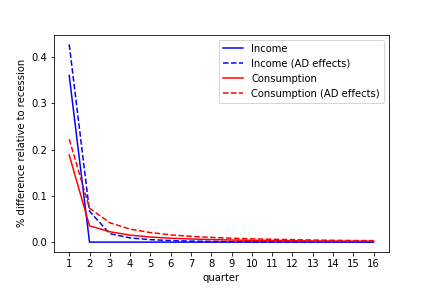 Income
Income (AD effects)
Consumption
Consumption (AD effects)
% difference relative to recession
0.4
0.3
0.2
0.1
0.0
1 2 3 4 5 6 7 8 9 10 11 12 13 14 15 16
quarter